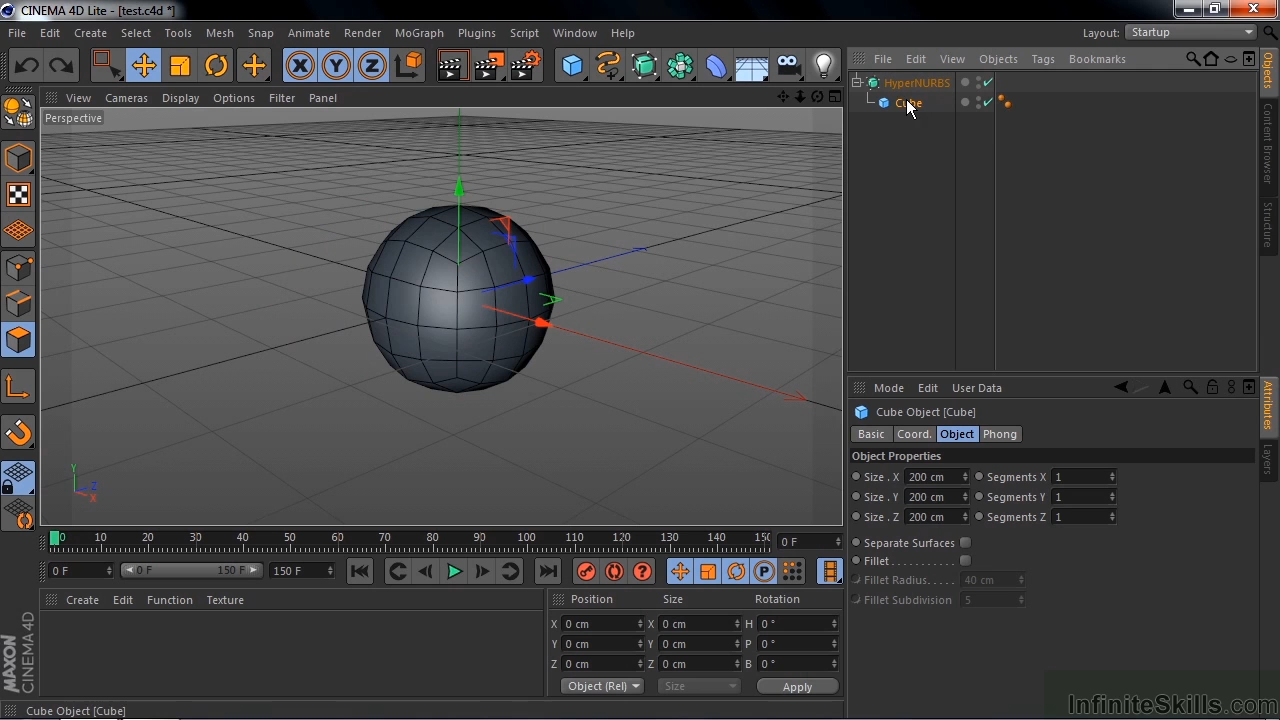 CINEMA 4D Lite - [test.c4d *]
File Edit Create Select Tools Mesh Snap Animate Render MoGraph Plugins Script Window Help Layout: Startup
File Edit View Objects Tags Bookmarks
View Cameras Display Options Filter Panel
Perspective
HyperNURBS
Cube
Objects
Content Browser
Structure
Mode Edit User Data
Cube Object [Cube]
Basic Coord. Object Phong
Object Properties
Size . X 200 cm Segments X 1
Size . Y 200 cm Segments Y 1
Size . Z 200 cm Segments Z 1
Separate Surfaces
Fillet . . . . . . . . . . .
Fillet Radius. . . . . 40 cm
Fillet Subdivision 5
Attributes
Layers
Y
Z
X
0 10 20 30 40 50 60 70 80 90 100 110 120 130 140 150 0 F
0 F 0 F 150 F 150 F
Create Edit Function Texture
Position Size Rotation
X 0 cm X 0 cm H 0 °
Y 0 cm Y 0 cm P 0 °
Z 0 cm Z 0 cm B 0 °
Object (Rel) Size Apply
MAXON
CINEMA 4D
Cube Object [Cube]
InfiniteSkills.com